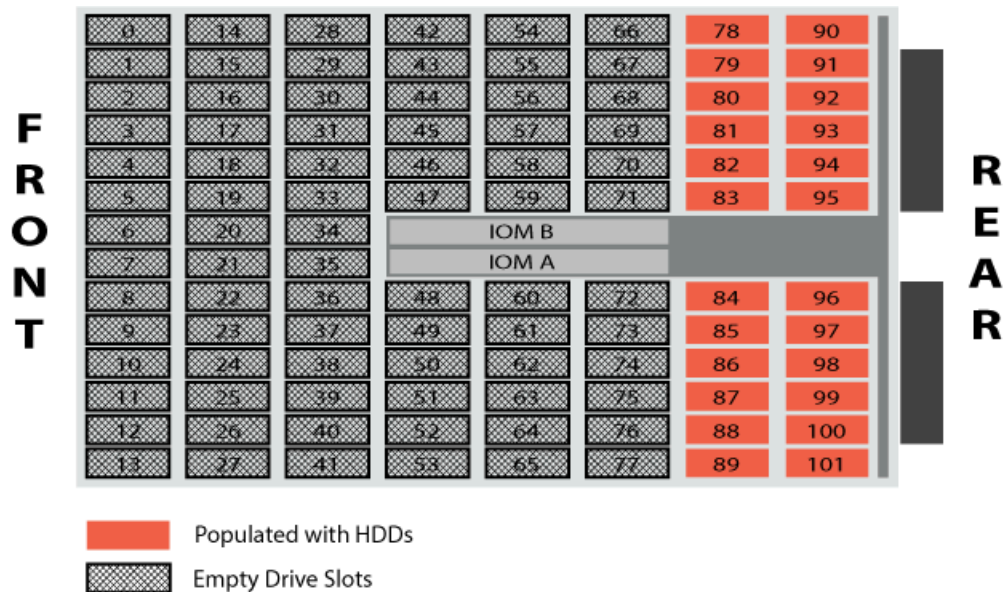 0 14 28 42 54 66 78 90
1 15 29 43 55 67 79 91
2 16 30 44 56 68 80 92
3 17 31 45 57 69 81 93
4 18 32 46 58 70 82 94
5 19 33 47 59 71 83 95
6 20 34 IOM B
7 21 35 IOM A
8 22 36 48 60 72 84 96
9 23 37 49 61 73 85 97
10 24 38 50 62 74 86 98
11 25 39 51 63 75 87 99
12 26 40 52 64 76 88 100
13 27 41 53 65 77 89 101
FRONT
REAR
Populated with HDDs
Empty Drive Slots